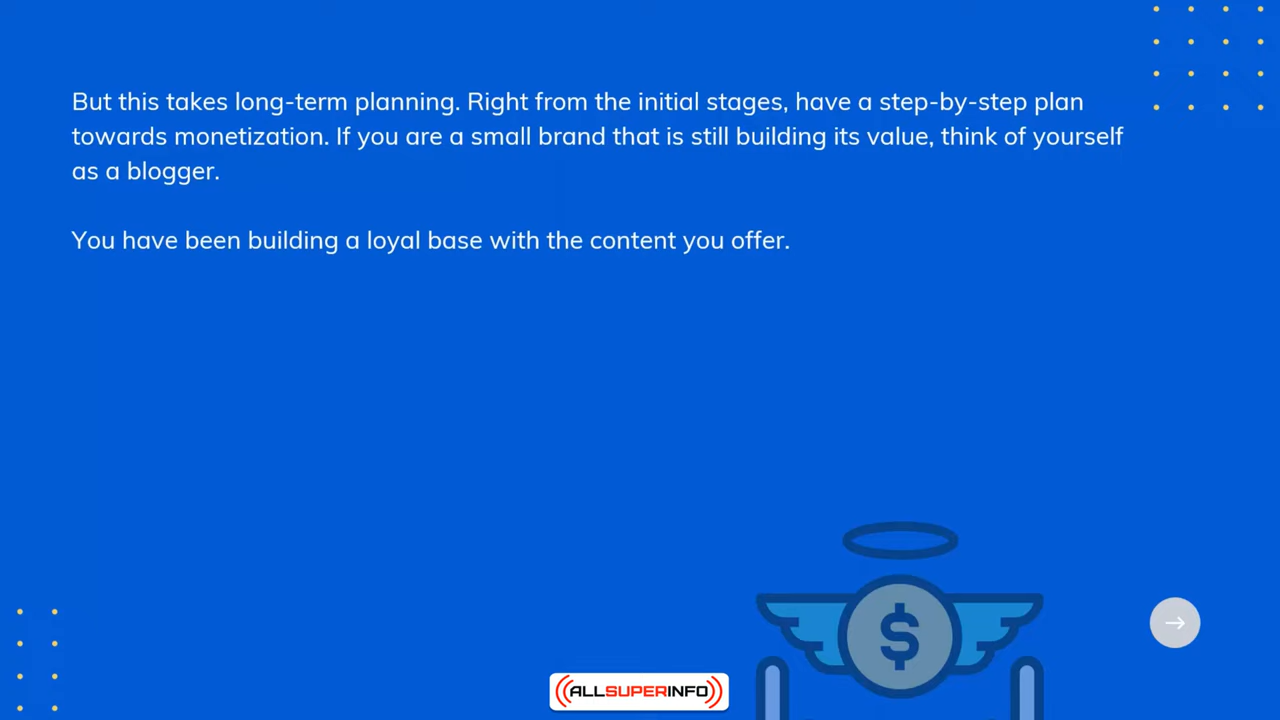 But this takes long-term planning. Right from the initial stages, have a step-by-step plan
towards monetization. If you are a small brand that is still building its value, think of yourself
as a blogger.
You have been building a loyal base with the content you offer.
$
ALLSUPERINFO